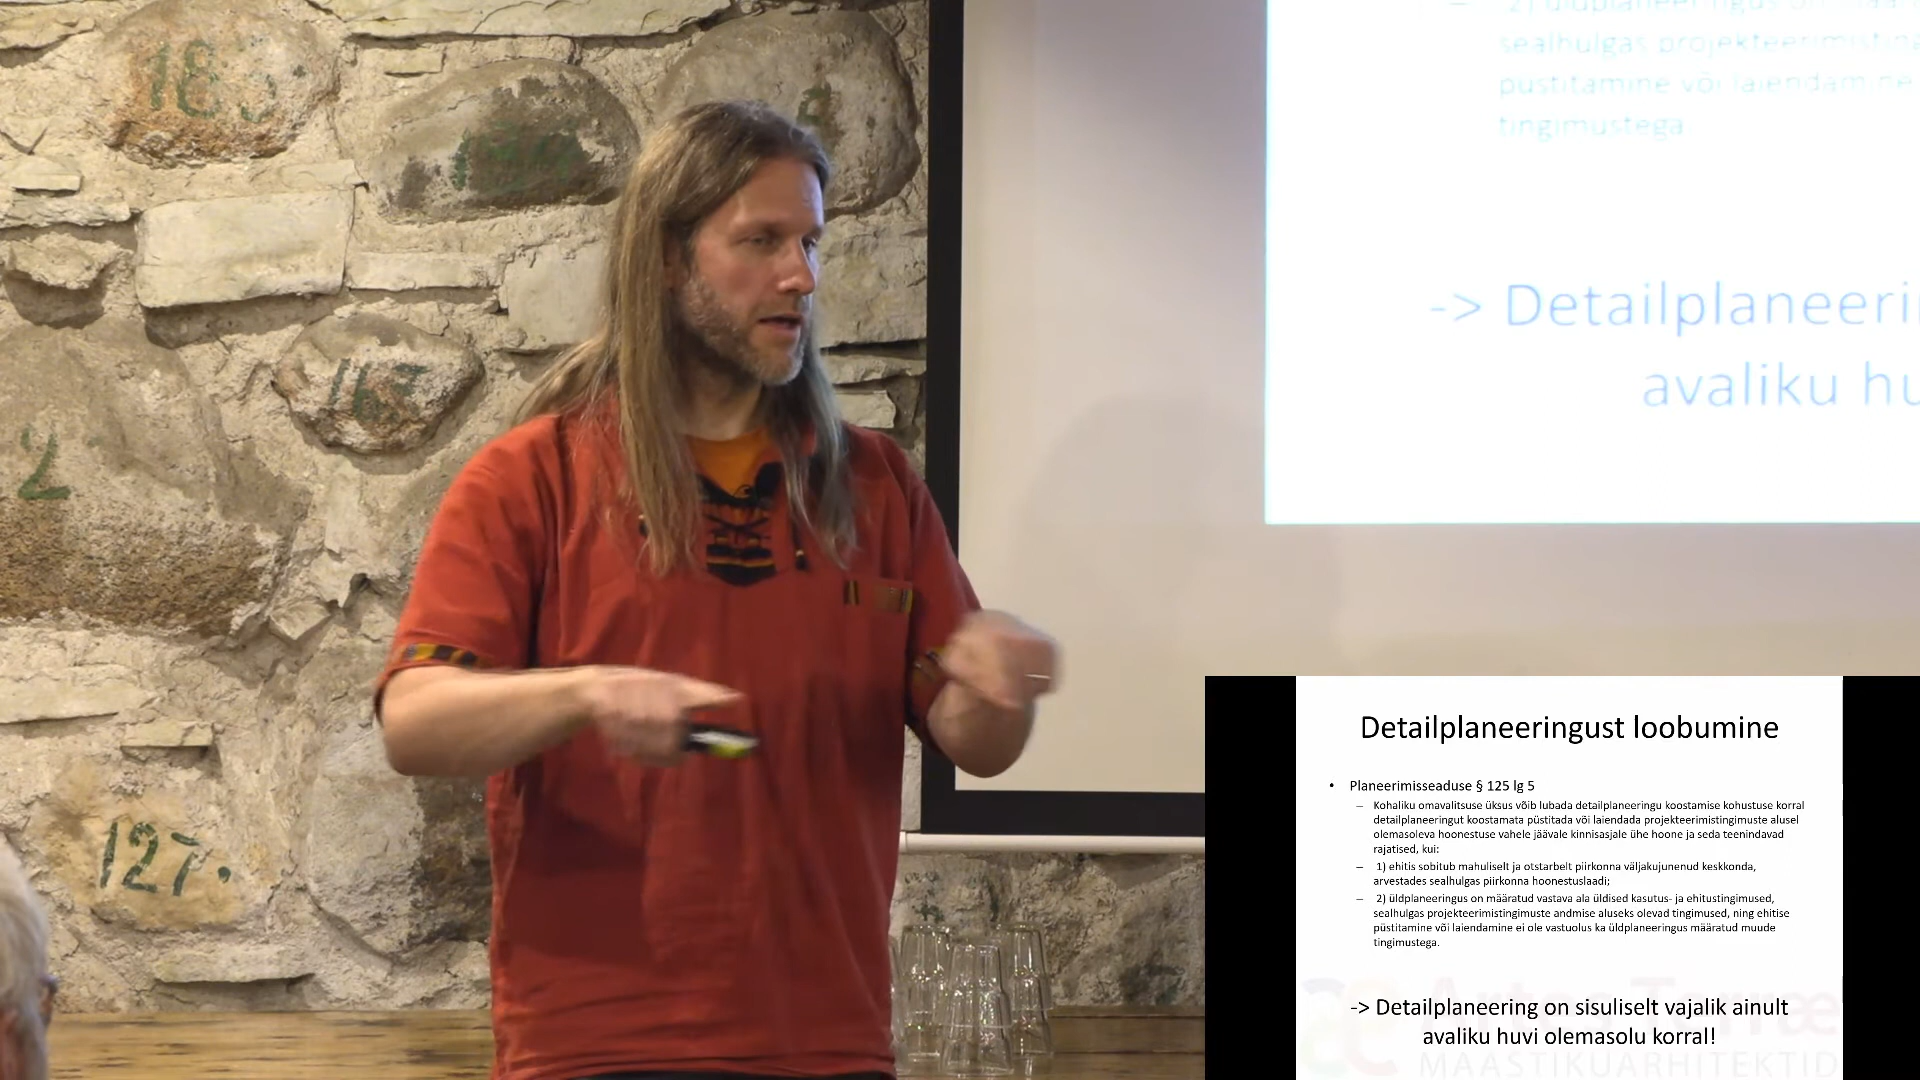 183
134
163
2
127.
sealhulgas projekteerimisting
püstitamine või laiendamine
tingimustega
-> Detailplaneeri
avaliku hu
Detailplaneeringust loobumine
• Planeerimisseaduse § 125 lg 5
– Kohaliku omavalitsuse üksus võib lubada detailplaneeringu koostamise kohustuse korral
detailplaneeringut koostamata püstitada või laiendada projekteerimistingimuste alusel
olemasoleva hoonestuse vahele jäävale kinnisasjale ühe hoone ja seda teenindavad
rajatised, kui:
– 1) ehitis sobitub mahuliselt ja otstarbelt piirkonna väljakujunenud keskkonda,
arvestades sealhulgas piirkonna hoonestuslaadi;
– 2) üldplaneeringus on määratud vastava ala üldised kasutus- ja ehitustingimused,
sealhulgas projekteerimistingimuste andmise aluseks olevad tingimused, ning ehitise
püstitamine või laiendamine ei ole vastuolus ka üldplaneeringus määratud muude
tingimustega.
-> Detailplaneering on sisuliselt vajalik ainult
avaliku huvi olemasolu korral!
MAASTIKUARHITEKTID